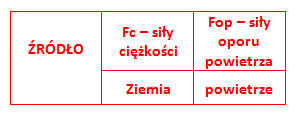 ŹRÓDŁO
Fc – siły
ciężkości
Fop – siły
oporu
powietrza
Ziemia
powietrze